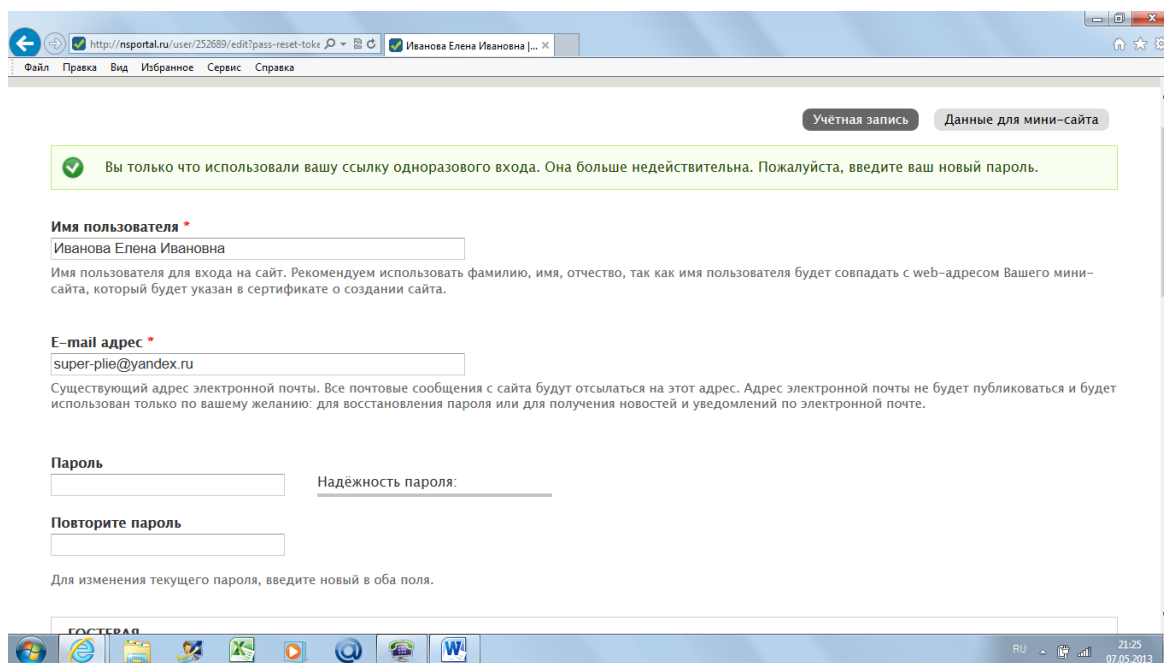 http://nsportal.ru/user/252689/edit?pass-reset-toke
Иванова Елена Ивановна |...
Файл Правка Вид Избранное Сервис Справка
Учётная запись Данные для мини-сайта
Вы только что использовали вашу ссылку одноразового входа. Она больше недействительна. Пожалуйста, введите ваш новый пароль.
Имя пользователя *
Иванова Елена Ивановна
Имя пользователя для входа на сайт. Рекомендуем использовать фамилию, имя, отчество, так как имя пользователя будет совпадать с web-адресом Вашего мини-
сайта, который будет указан в сертификате о создании сайта.
E-mail адрес *
super-plie@yandex.ru
Существующий адрес электронной почты. Все почтовые сообщения с сайта будут отсылаться на этот адрес. Адрес электронной почты не будет публиковаться и будет
использован только по вашему желанию: для восстановления пароля или для получения новостей и уведомлений по электронной почте.
Пароль
Надёжность пароля:
Повторите пароль
Для изменения текущего пароля, введите новый в оба поля.
ГОСТЕВАЯ
RU
21:25
07.05.2013